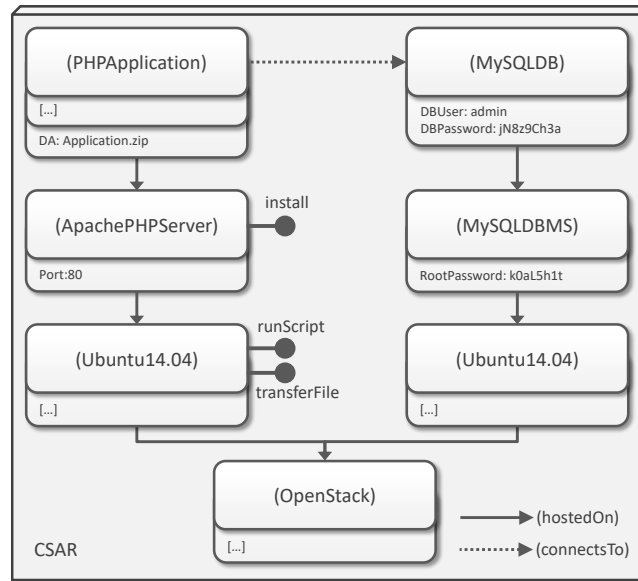 (PHPApplication)
[...]
DA: Application.zip
(MySQLDB)
DBUser: admin
DBPassword: jN8z9Ch3a
(ApachePHPServer)
Port:80
install
(MySQLDBMS)
RootPassword: k0aL5h1t
(Ubuntu14.04)
[...]
runScript
transferFile
(Ubuntu14.04)
[...]
(OpenStack)
[...]
CSAR
(hostedOn)
(connectsTo)